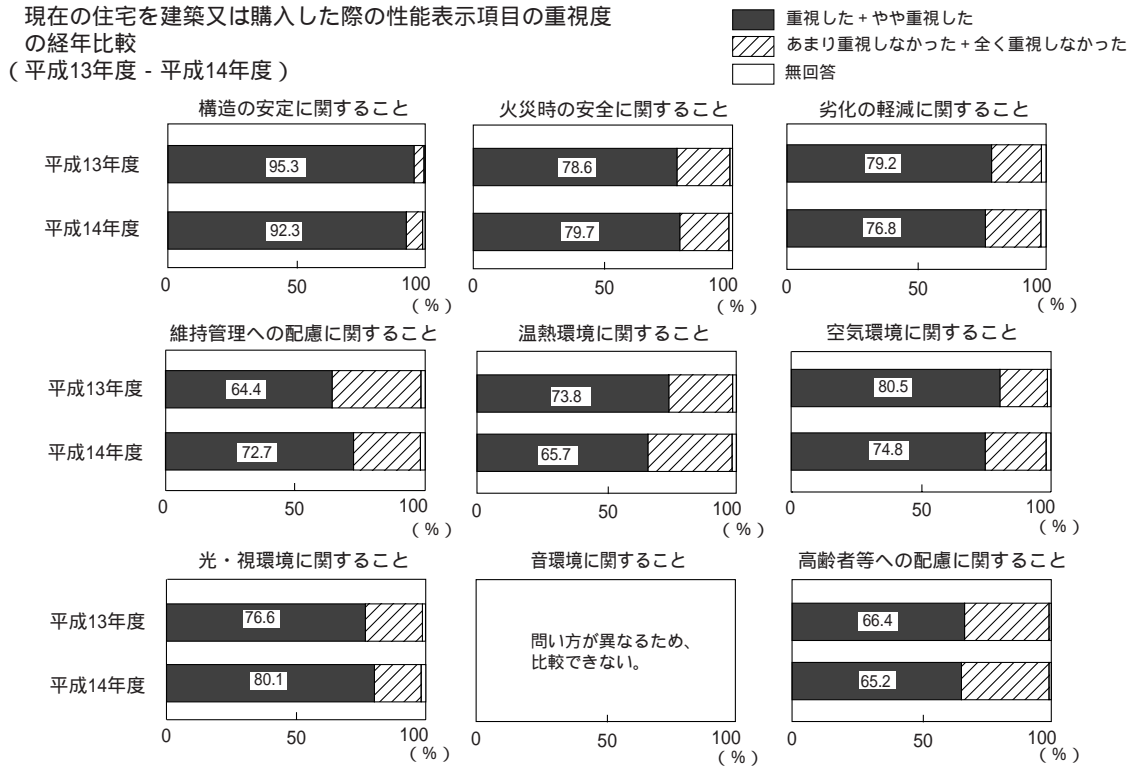 現在の住宅を建築又は購入した際の性能表示項目の重視度
の経年比較
（平成13年度 - 平成14年度）
重視した + やや重視した
あまり重視しなかった + 全く重視しなかった
無回答
構造の安定に関すること
火災時の安全に関すること
劣化の軽減に関すること
平成13年度
95.3
78.6
79.2
平成14年度
92.3
79.7
76.8
0 50 100
（%）
0 50 100
（%）
0 50 100
（%）
維持管理への配慮に関すること
温熱環境に関すること
空気環境に関すること
平成13年度
64.4
73.8
80.5
平成14年度
72.7
65.7
74.8
0 50 100
（%）
0 50 100
（%）
0 50 100
（%）
光・視環境に関すること
音環境に関すること
高齢者等への配慮に関すること
平成13年度
76.6
問い方が異なるため、
比較できない。
66.4
平成14年度
80.1
65.2
0 50 100
（%）
0 50 100
（%）
0 50 100
（%）